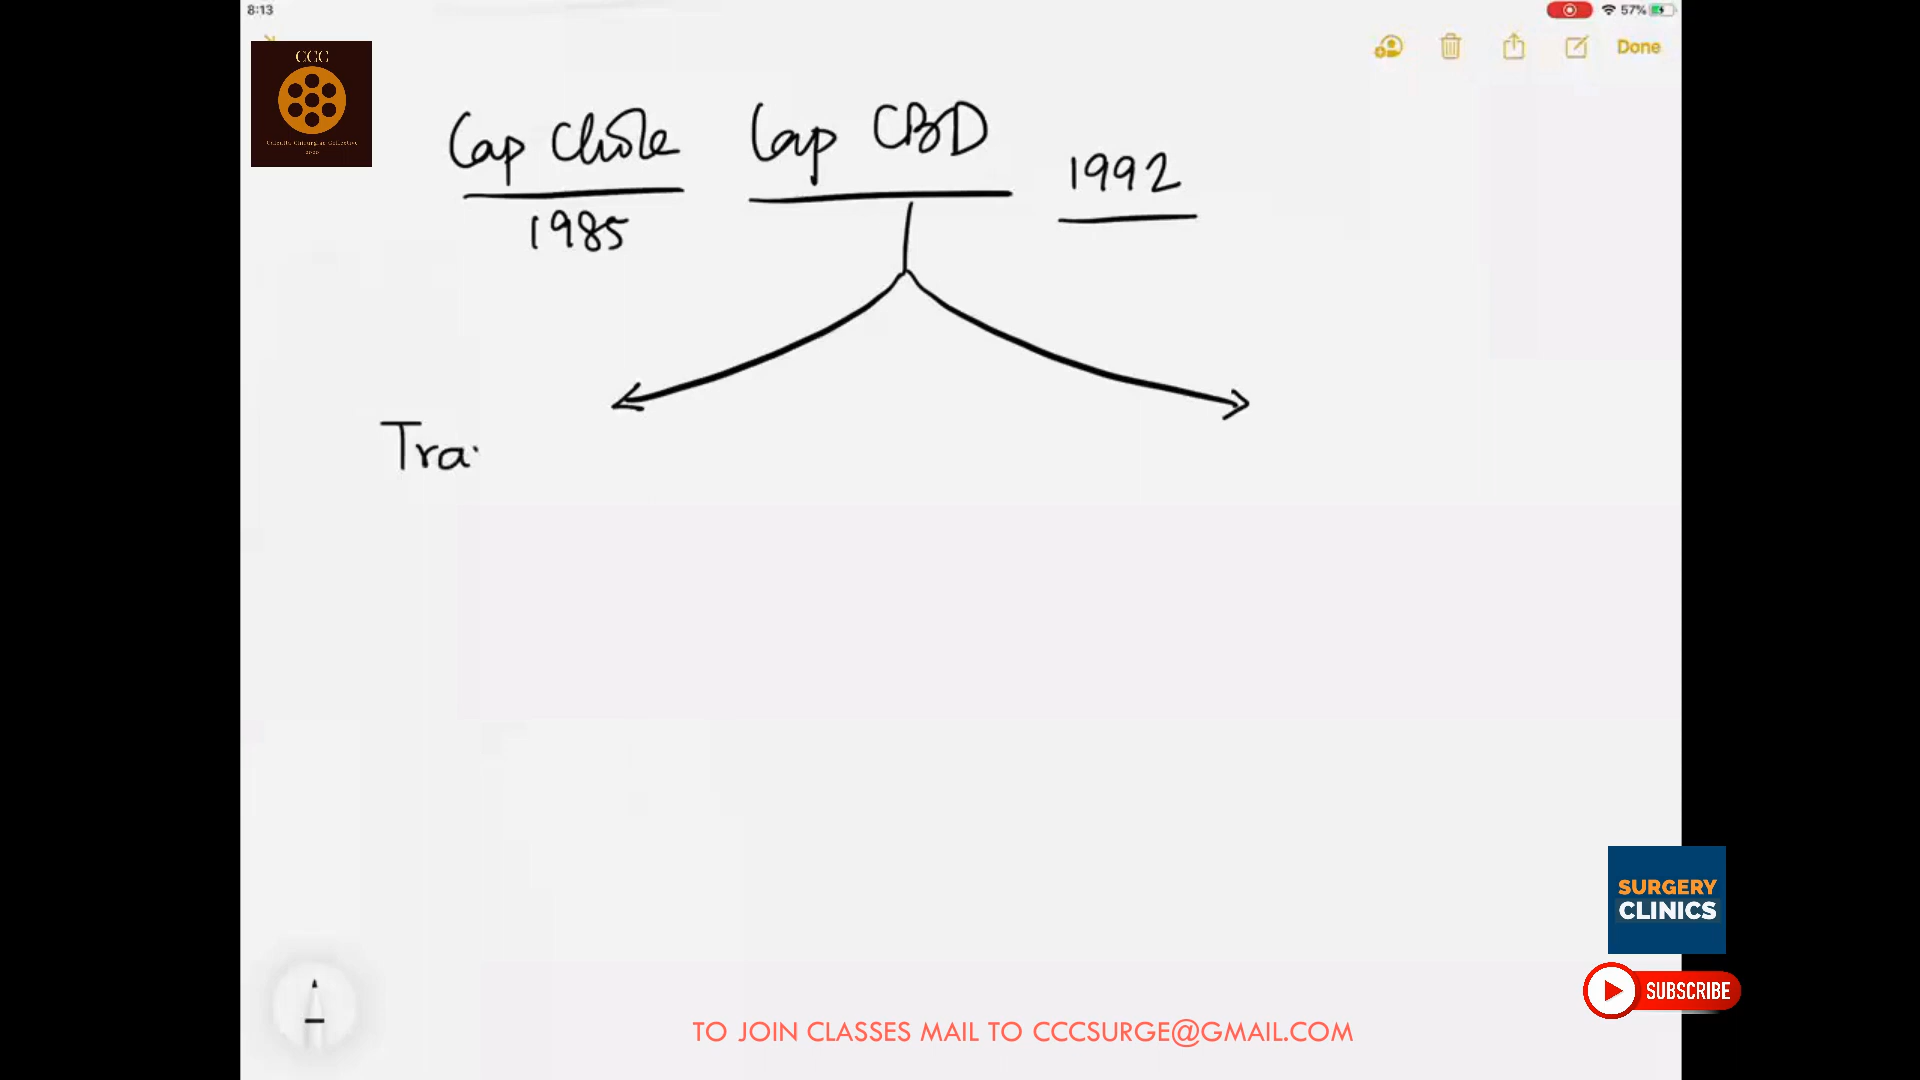 8:13
57%
Done
CCC
2020
Lap Chole Lap CBD
1992
1985
Tra
SURGERY
CLINICS
SUBSCRIBE
TO JOIN CLASSES MAIL TO CCCSURGE@GMAIL.COM